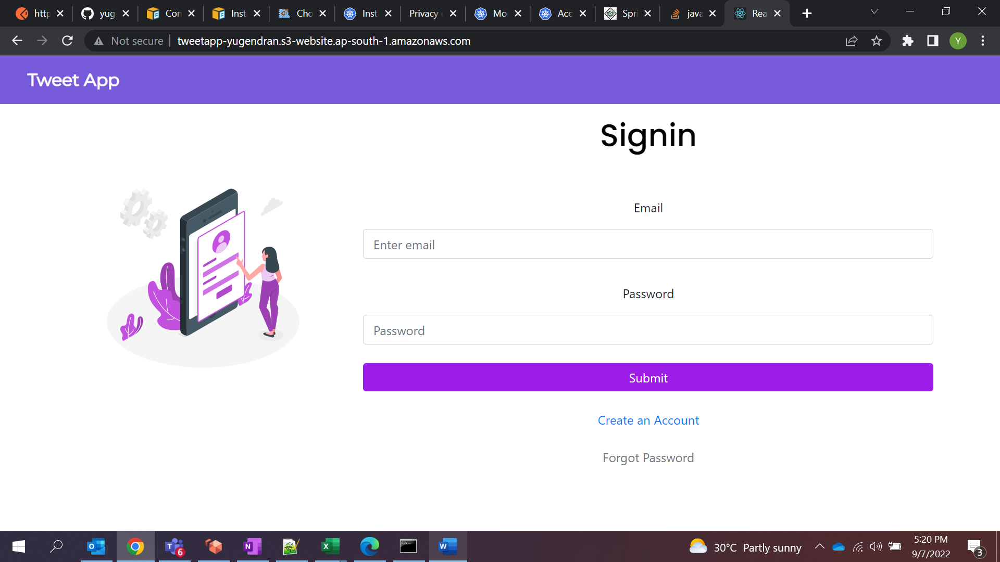 http
yug
Con
Inst
Cho
Inst
Privacy e
Mo
Acc
Spri
java
Rea
Not secure
tweetapp-yugendran.s3-website.ap-south-1.amazonaws.com
Y
Tweet App
Signin
Email
Enter email
Password
Password
Submit
Create an Account
Forgot Password
30°C Partly sunny
5:20 PM
9/7/2022
6
3